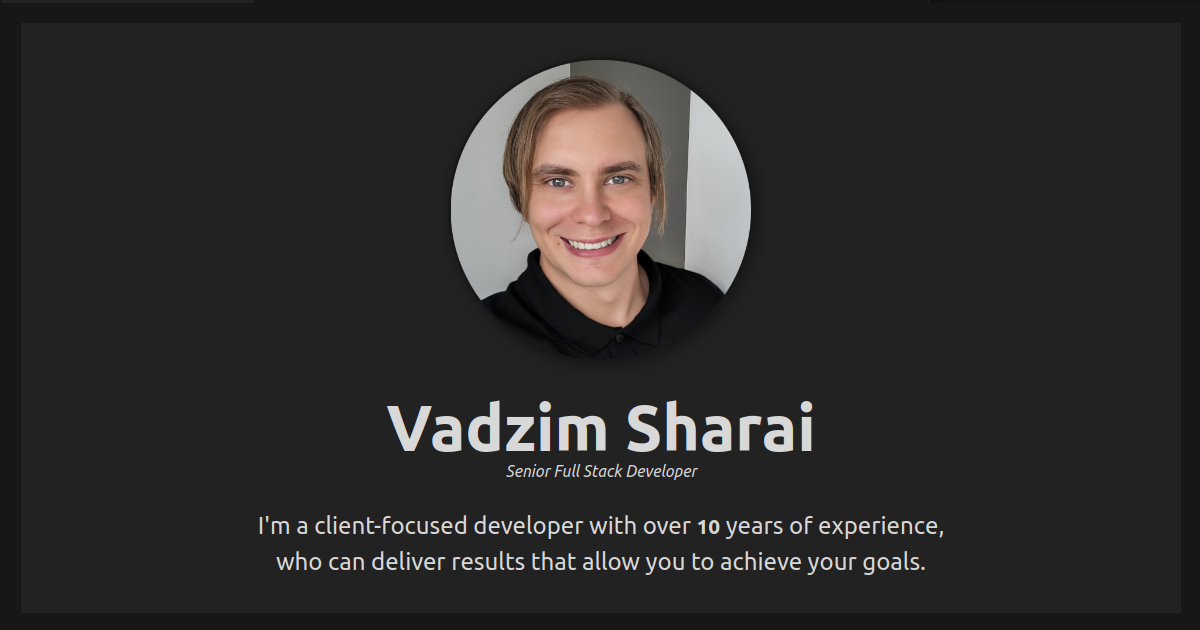 Vadzim Sharai
Senior Full Stack Developer
I'm a client-focused developer with over 10 years of experience,
who can deliver results that allow you to achieve your goals.